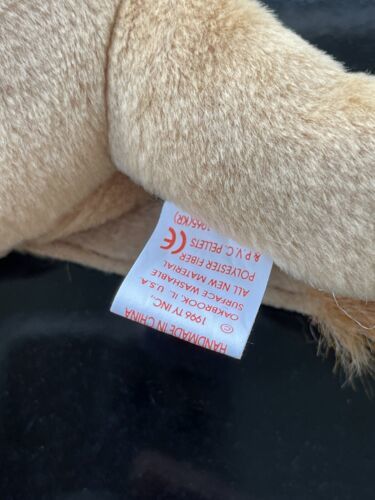 HANDMADE IN CHINA
© 1996 TY INC.,
OAKBROOK, IL. U.S.A
SURFACE WASHABLE
ALL NEW MATERIAL
POLYESTER FIBER
& P.V.C. PELLETS CE